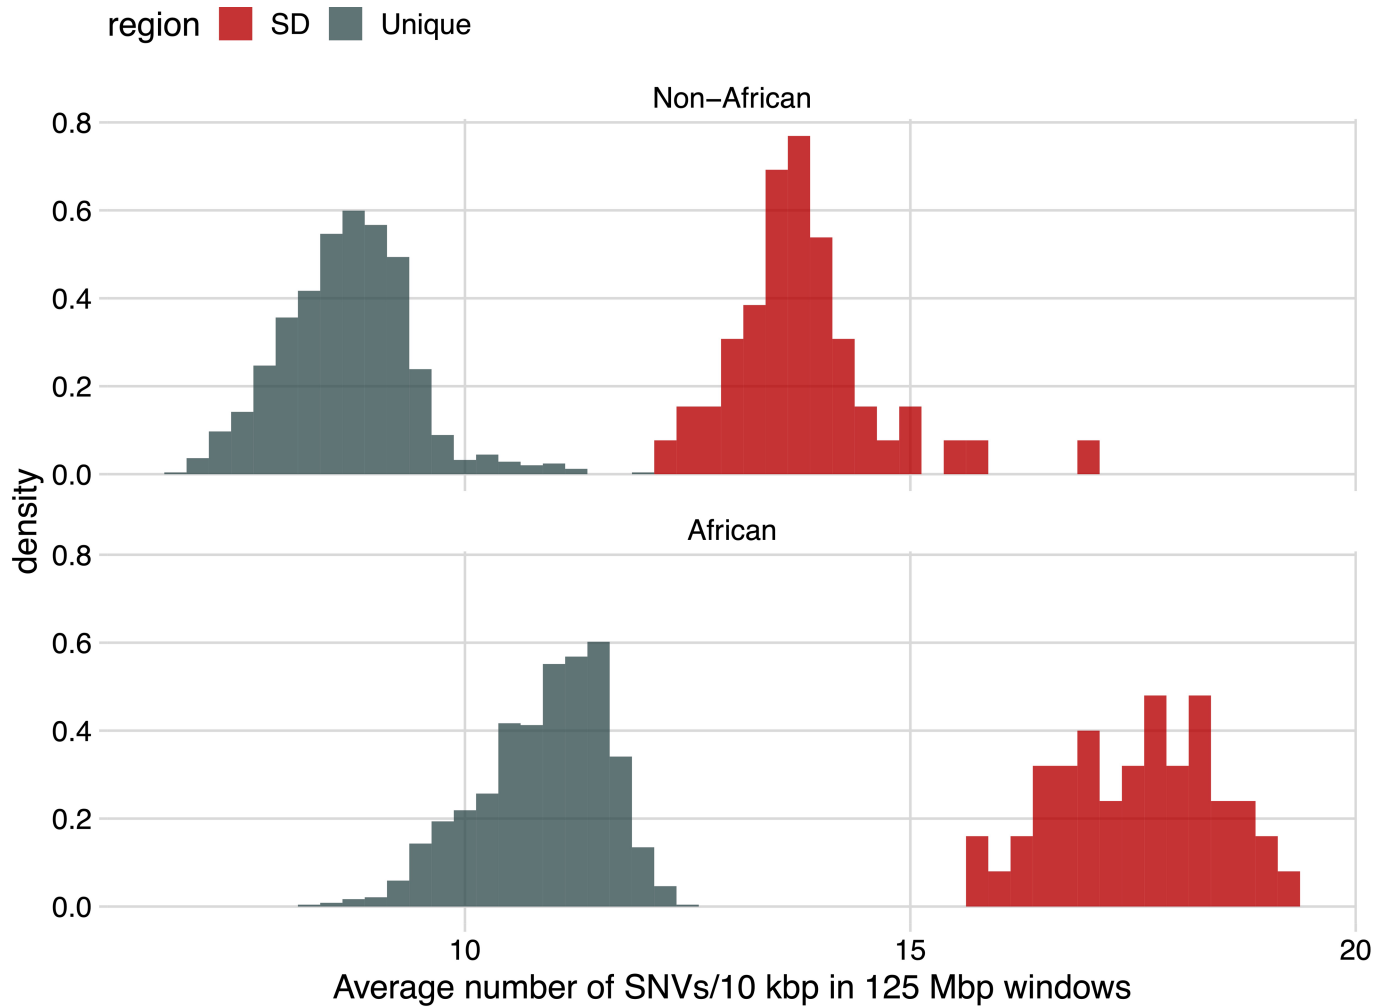 region SD Unique
Non−African
0.8
0.6
0.4
0.2
0.0
density
African
0.8
0.6
0.4
0.2
0.0
10 15 20
Average number of SNVs/10 kbp in 125 Mbp windows